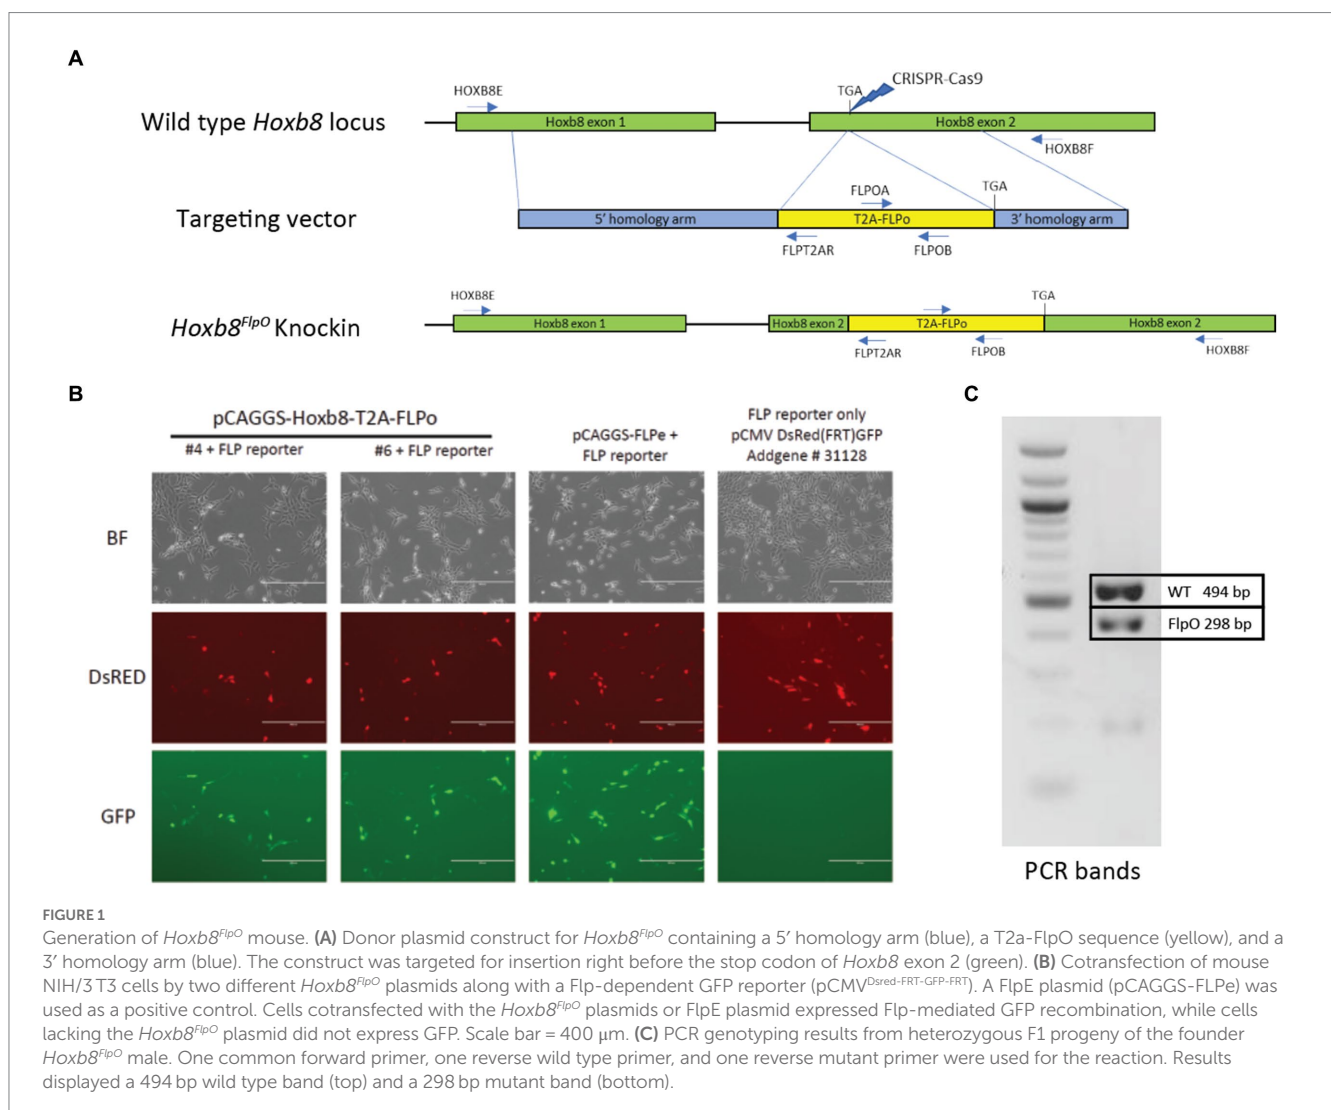 A
HOXB8E
TGA
CRISPR-Cas9
Wild type Hoxb8 locus
Hoxb8 exon 1
Hoxb8 exon 2
HOXB8F
FLPOA
TGA
Targeting vector
5′ homology arm
T2A-FLPo
3′ homology arm
FLPT2AR
FLPOB
HOXB8E
TGA
Hoxb8FlpO Knockin
Hoxb8 exon 1
Hoxb8 exon 2
T2A-FLPo
Hoxb8 exon 2
FLPT2AR
FLPOB
HOXB8F
B
pCAGGS-Hoxb8-T2A-FLPo
#4 + FLP reporter
#6 + FLP reporter
pCAGGS-FLPe +
FLP reporter
FLP reporter only
pCMV DsRed(FRT)GFP
Addgene # 31128
BF
DsRED
GFP
C
WT 494 bp
FlpO 298 bp
PCR bands
FIGURE 1
Generation of Hoxb8FlpO mouse. (A) Donor plasmid construct for Hoxb8FlpO containing a 5′ homology arm (blue), a T2a-FlpO sequence (yellow), and a
3′ homology arm (blue). The construct was targeted for insertion right before the stop codon of Hoxb8 exon 2 (green). (B) Cotransfection of mouse
NIH/3 T3 cells by two different Hoxb8FlpO plasmids along with a Flp-dependent GFP reporter (pCMVDsred-FRT-GFP-FRT). A FlpE plasmid (pCAGGS-FLPe) was
used as a positive control. Cells cotransfected with the Hoxb8FlpO plasmids or FlpE plasmid expressed Flp-mediated GFP recombination, while cells
lacking the Hoxb8FlpO plasmid did not express GFP. Scale bar = 400 μm. (C) PCR genotyping results from heterozygous F1 progeny of the founder
Hoxb8FlpO male. One common forward primer, one reverse wild type primer, and one reverse mutant primer were used for the reaction. Results
displayed a 494 bp wild type band (top) and a 298 bp mutant band (bottom).